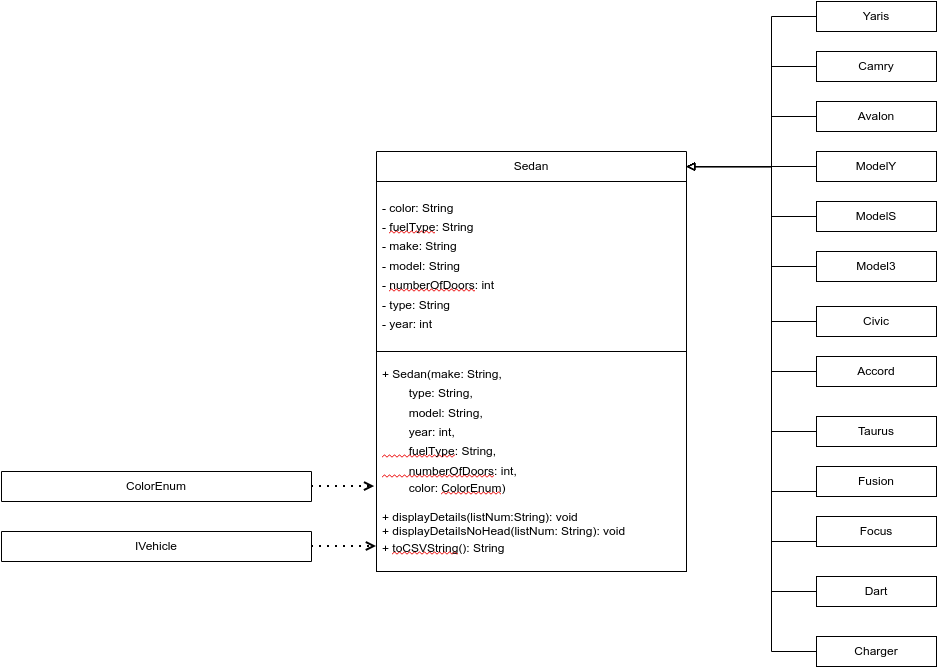 Yaris
Camry
Avalon
ModelY
ModelS
Model3
Civic
Accord
Taurus
Fusion
Focus
Dart
Charger
Sedan
- color: String
- fuelType: String
- make: String
- model: String
- numberOfDoors: int
- type: String
- year: int
+ Sedan(make: String,
type: String,
model: String,
year: int,
fuelType: String,
numberOfDoors: int,
color: ColorEnum)
+ displayDetails(listNum:String): void
+ displayDetailsNoHead(listNum: String): void
+ toCSVString(): String
ColorEnum
IVehicle